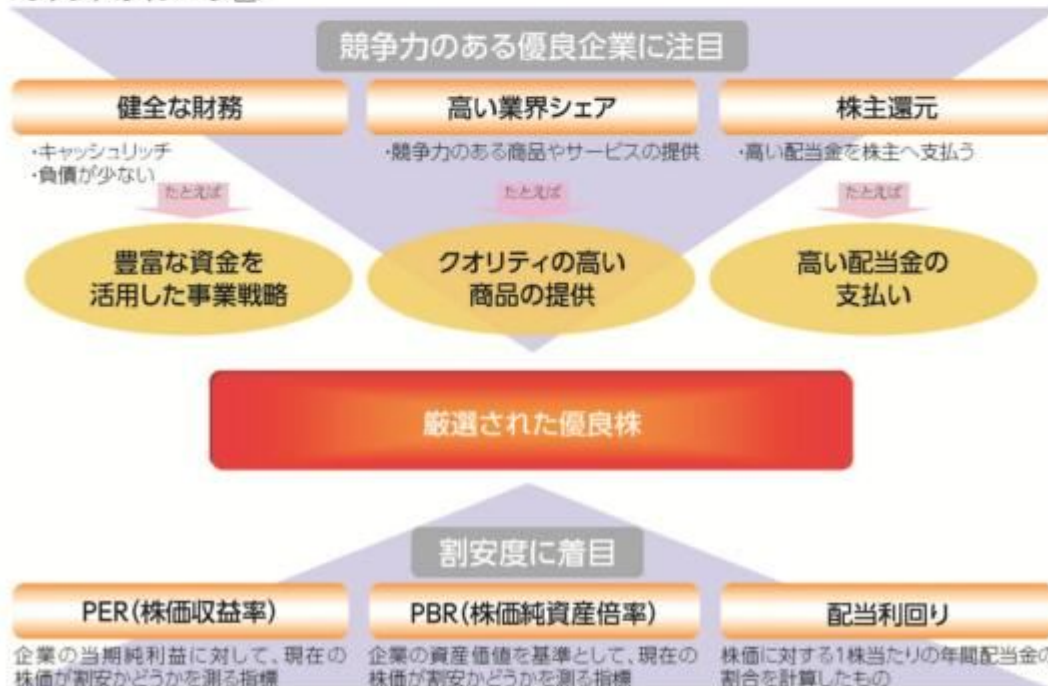 競争力のある優良企業に注目
健全な財務
高い業界シェア
株主還元
・キャッシュリッチ
・負債が少ない
・競争力のある商品やサービスの提供
・高い配当金を株主へ支払う
たとえば
たとえば
たとえば
豊富な資金を
活用した事業戦略
クオリティの高い
商品の提供
高い配当金の
支払い
厳選された優良株
割安度に着目
PER(株価収益率)
PBR(株価純資産倍率)
配当利回り
企業の当期純利益に対して、現在の
株価が割安かどうかを測る指標
企業の資産価値を基準として、現在の
株価が割安かどうかを測る指標
株価に対する1株当たりの年間配当金の
割合を計算したもの